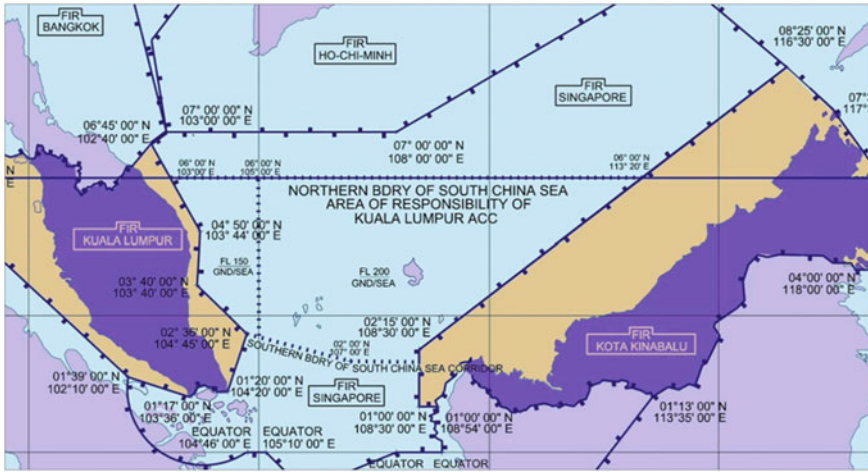 FIR
BANGKOK
FIR
HO-CHI-MINH
08° 25' 00" N
116° 30' 00" E
FIR
SINGAPORE
06° 45' 00" N
102° 40' 00" E
07° 00' 00" N
103° 00' 00" E
07° 00' 00" N
108° 00' 00" E
N
E
06° 00' N
103° 00' E
06° 00' N
105° 00' E
06° 00' N
113° 20' E
NORTHERN BDRY OF SOUTH CHINA SEA
AREA OF RESPONSIBILITY OF
KUALA LUMPUR ACC
FIR
KUALA LUMPUR
04° 50' 00" N
103° 44' 00" E
FL 150
GND/SEA
FL 200
GND/SEA
03° 40' 00" N
103° 40' 00" E
04° 00' 00" N
118° 00' 00" E
02° 36' 00" N
104° 45' 00" E
02° 15' 00" N
108° 30' 00" E
FIR
KOTA KINABALU
02° 00' N
107° 00' E
SOUTHERN BDRY OF SOUTH CHINA SEA CORRIDOR
01° 39' 00" N
102° 10' 00" E
01° 20' 00" N
104° 20' 00" E
FIR
SINGAPORE
01° 17' 00" N
103° 36' 00" E
01° 00' 00" N
108° 30' 00" E
01° 00' 00" N
108° 54' 00" E
01° 13' 00" N
113° 35' 00" E
EQUATOR
104° 46' 00" E
EQUATOR
105° 10' 00" E
EQUATOR EQUATOR